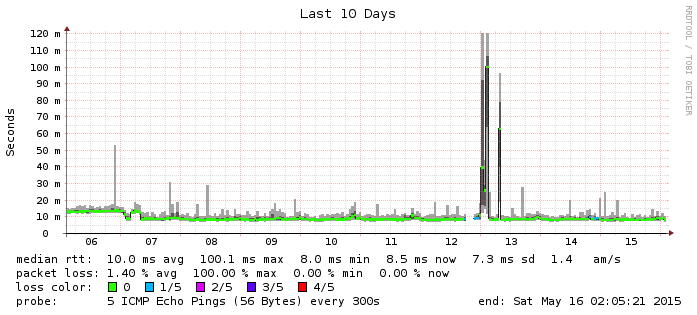 Last 10 Days
RRDTOOL / TOBI OETIKER
Seconds
120 m
110 m
100 m
90 m
80 m
70 m
60 m
50 m
40 m
30 m
20 m
10 m
0
06 07 08 09 10 11 12 13 14 15
median rtt: 10.0 ms avg 100.1 ms max 8.0 ms min 8.5 ms now 7.3 ms sd 1.4 am/s
packet loss: 1.40 % avg 100.00 % max 0.00 % min 0.00 % now
loss color: 0 1/5 2/5 3/5 4/5
probe: 5 ICMP Echo Pings (56 Bytes) every 300s end: Sat May 16 02:05:21 2015